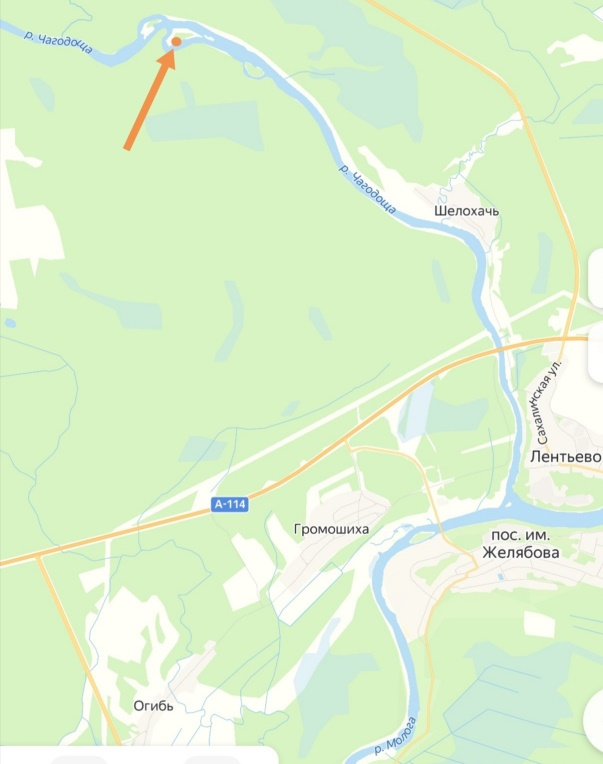 р. Чагодоща
р. Чагодоща
Шелохачь
Сахалинская ул.
Лентьево
А-114
Громошиха
пос. им.
Желябова
Огибь
р. Молога